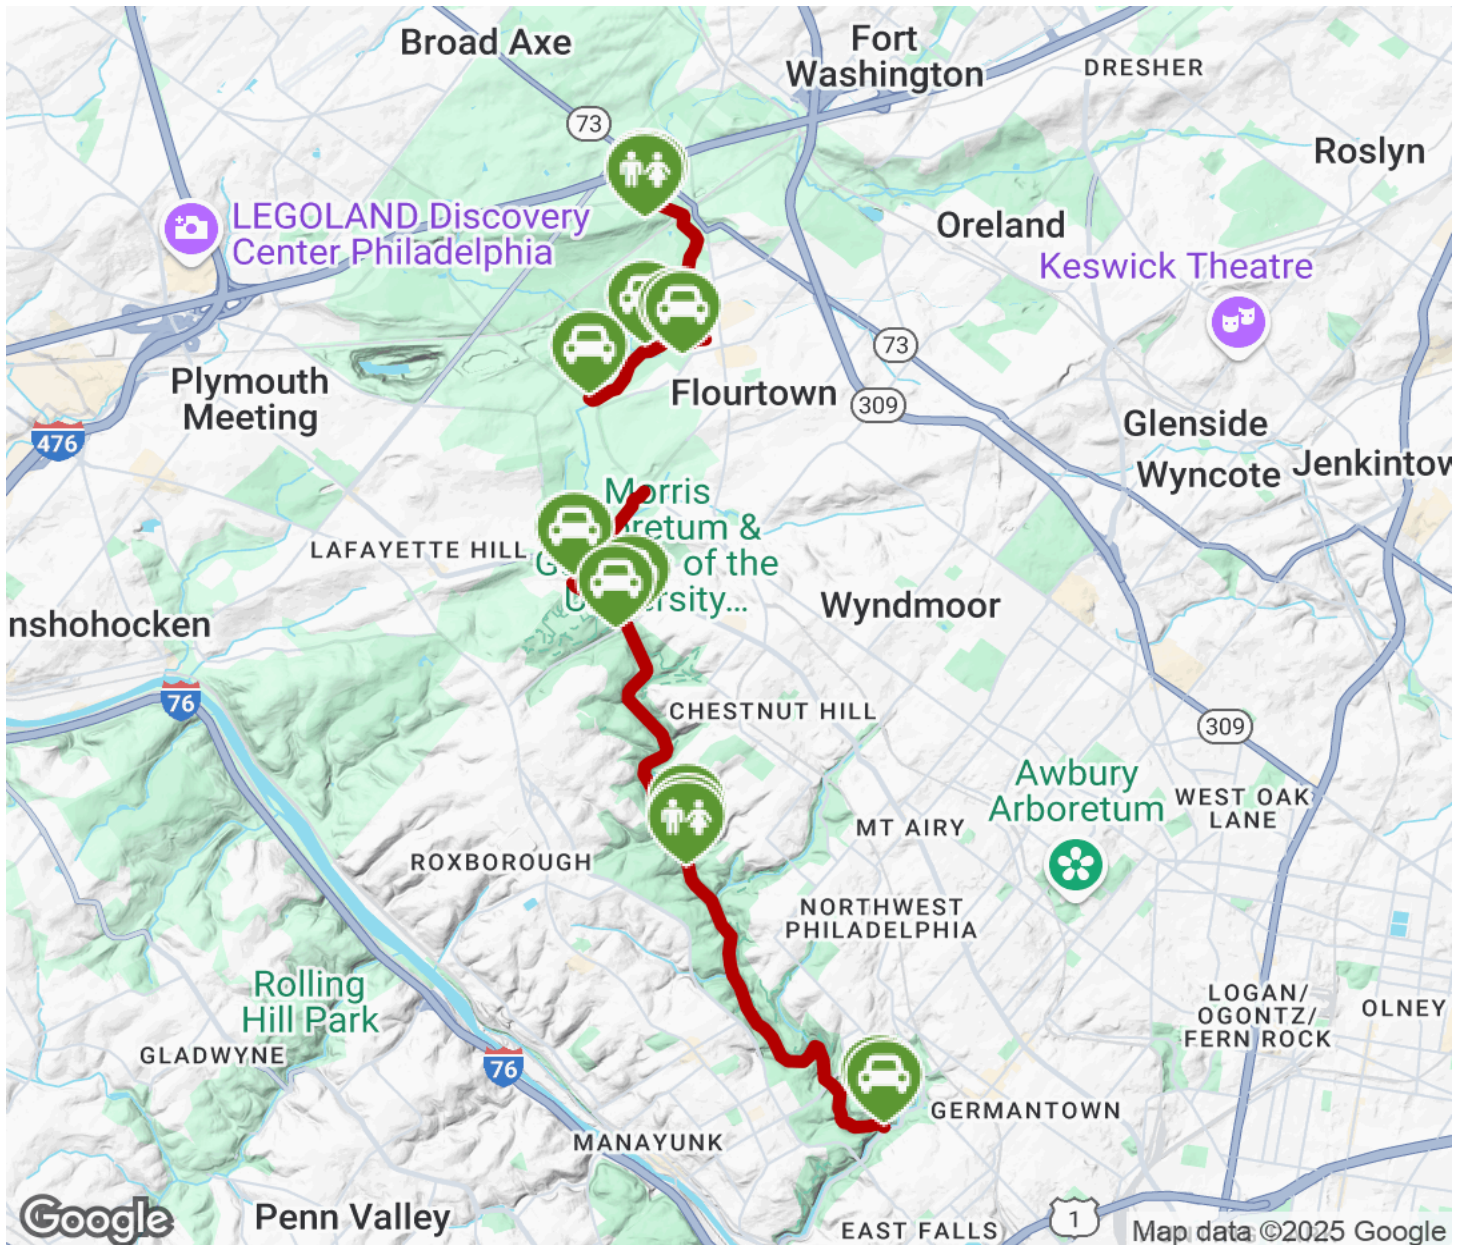 Broad Axe
Fort
Washington
DRESHER
73
Roslyn
LEGOLAND Discovery
Center Philadelphia
Oreland
Keswick Theatre
73
Plymouth
Meeting
Flourtown
309
476
Glenside
Wyncote
Jenkintow
Morris
retum &
G
of the
U
ersity...
LAFAYETTE HILL
Wyndmoor
nshohocken
76
CHESTNUT HILL
309
Awbury
Arboretum
WEST OAK
LANE
MT AIRY
ROXBOROUGH
NORTHWEST
PHILADELPHIA
Rolling
Hill Park
LOGAN/
OGONTZ/
FERN ROCK
OLNEY
GLADWYNE
76
GERMANTOWN
MANAYUNK
Google
Penn Valley
EAST FALLS
1
Map data ©2025 Google